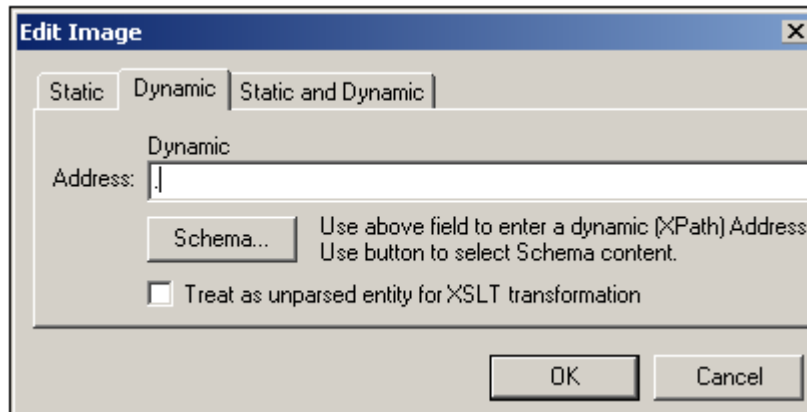 Edit Image
Static Dynamic Static and Dynamic
Dynamic
Address: .
Schema... Use above field to enter a dynamic (XPath) Address
Use button to select Schema content.
Treat as unparsed entity for XSLT transformation
OK Cancel